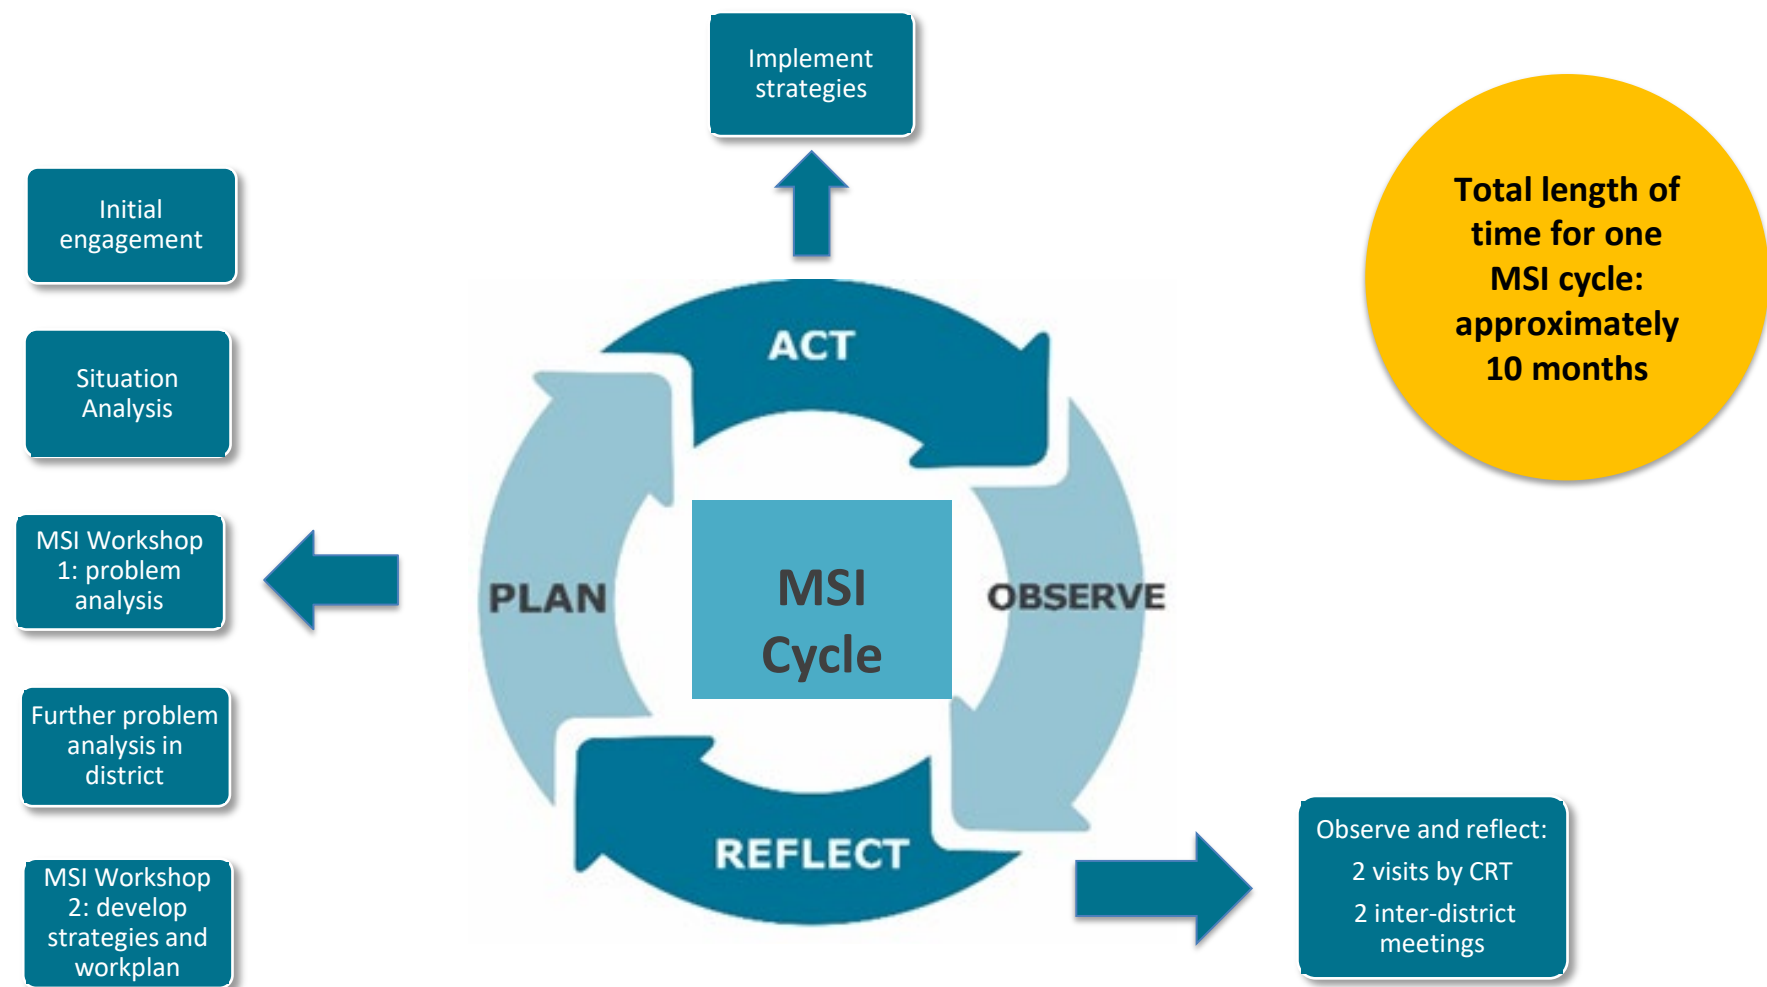 Implement
strategies
Total length of
time for one
MSI cycle:
approximately
10 months
Initial
engagement
Situation
Analysis
MSI Workshop
1: problem
analysis
Further problem
analysis in
district
MSI Workshop
2: develop
strategies and
workplan
ACT
PLAN
MSI
Cycle
OBSERVE
REFLECT
Observe and reflect:
2 visits by CRT
2 inter-district
meetings